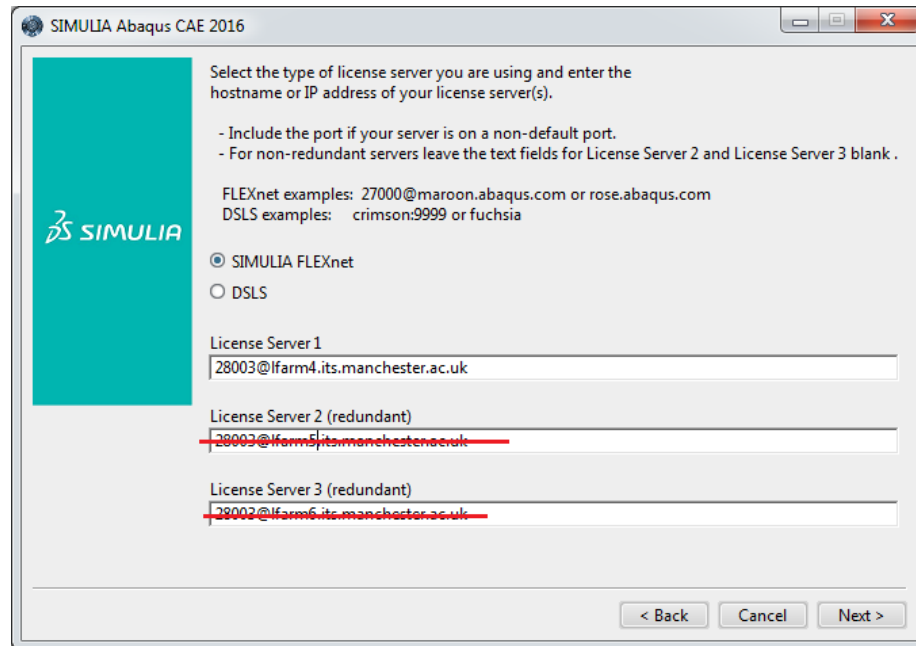 SIMULIA Abaqus CAE 2016
Select the type of license server you are using and enter the
hostname or IP address of your license server(s).
- Include the port if your server is on a non-default port.
- For non-redundant servers leave the text fields for License Server 2 and License Server 3 blank .
FLEXnet examples: 27000@maroon.abaqus.com or rose.abaqus.com
DSLS examples: crimson:9999 or fuchsia
SIMULIA
SIMULIA FLEXnet
DSLS
License Server 1
28003@lfarm4.its.manchester.ac.uk
License Server 2 (redundant)
28003@lfarm5.its.manchester.ac.uk
License Server 3 (redundant)
28003@lfarm6.its.manchester.ac.uk
< Back Cancel Next >